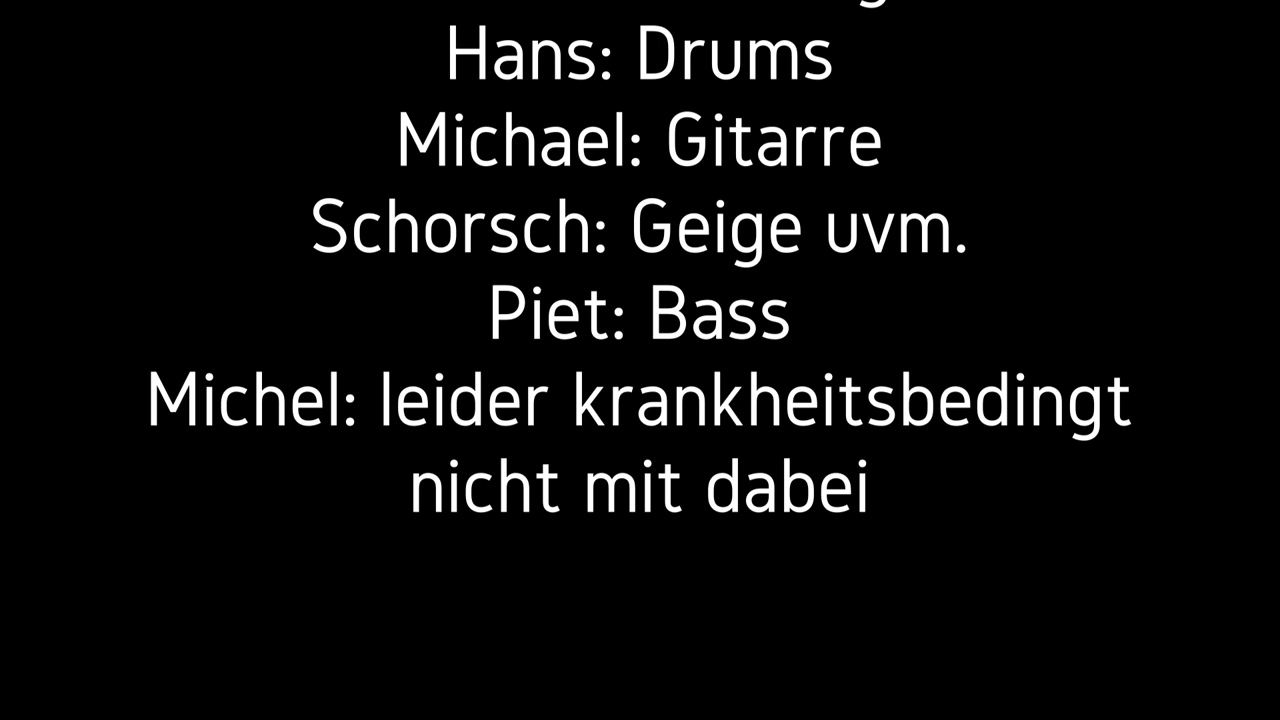 Hans: Drums
Michael: Gitarre
Schorsch: Geige uvm.
Piet: Bass
Michel: leider krankheitsbedingt
nicht mit dabei